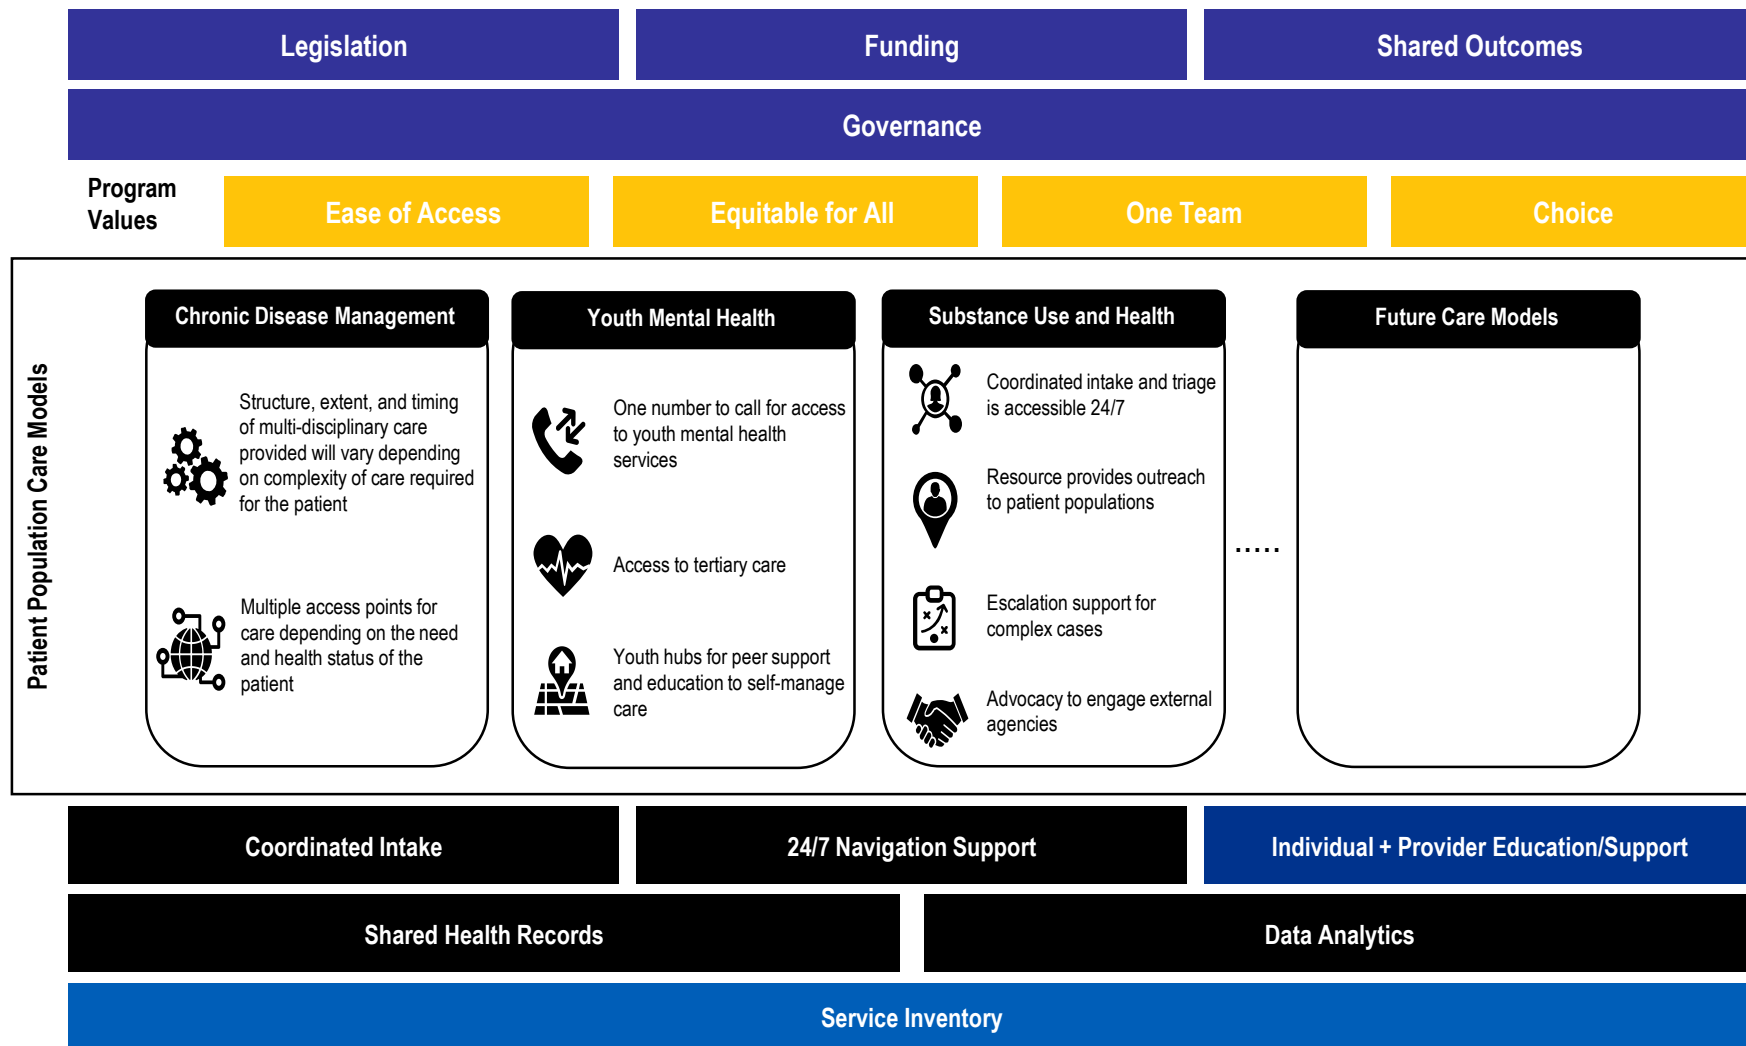 Legislation
Funding
Shared Outcomes
Governance
Program
Values
Ease of Access
Equitable for All
One Team
Choice
Patient Population Care Models
Chronic Disease Management
Structure, extent, and timing
of multi-disciplinary care
provided will vary depending
on complexity of care required
for the patient
Multiple access points for
care depending on the need
and health status of the
patient
Youth Mental Health
One number to call for access
to youth mental health
services
Access to tertiary care
Youth hubs for peer support
and education to self-manage
care
Substance Use and Health
Coordinated intake and triage
is accessible 24/7
Resource provides outreach
to patient populations
Escalation support for
complex cases
Advocacy to engage external
agencies
.....
Future Care Models
Coordinated Intake
24/7 Navigation Support
Individual + Provider Education/Support
Shared Health Records
Data Analytics
Service Inventory